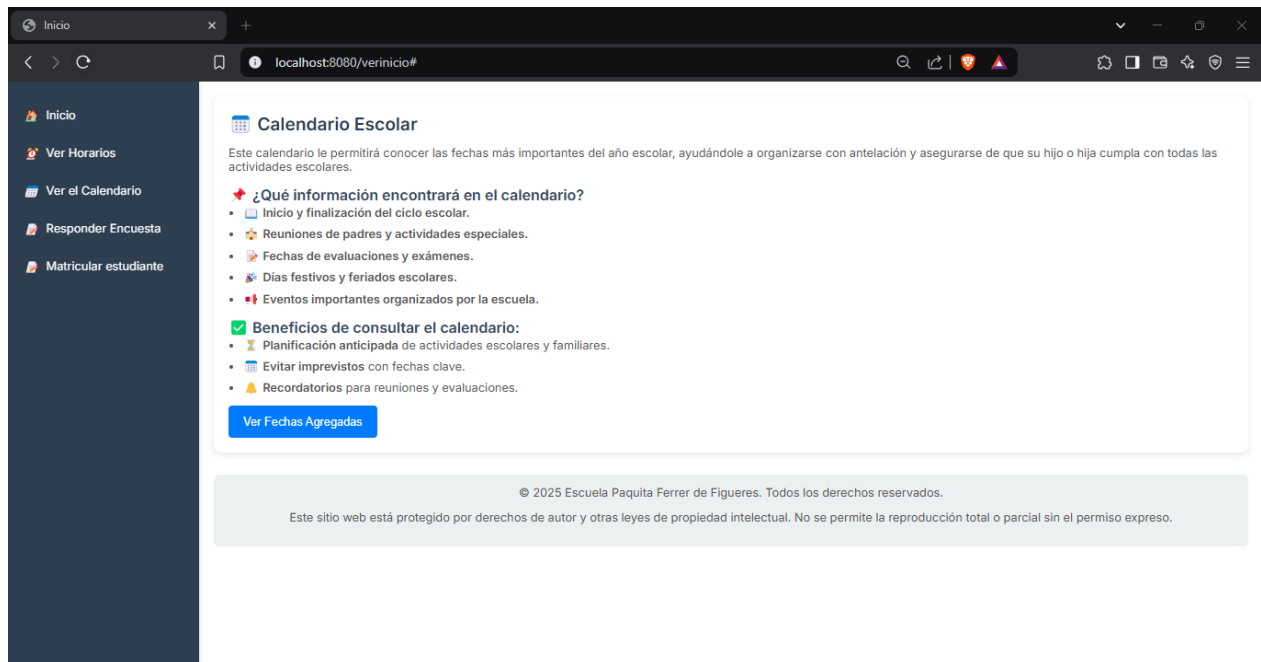 Inicio
localhost:8080/verinicio#
Inicio
Ver Horarios
Ver el Calendario
Responder Encuesta
Matricular estudiante
Calendario Escolar
Este calendario le permitirá conocer las fechas más importantes del año escolar, ayudándole a organizarse con antelación y asegurarse de que su hijo o hija cumpla con todas las
actividades escolares.
¿Qué información encontrará en el calendario?
Inicio y finalización del ciclo escolar.
Reuniones de padres y actividades especiales.
Fechas de evaluaciones y exámenes.
Días festivos y feriados escolares.
Eventos importantes organizados por la escuela.
Beneficios de consultar el calendario:
Planificación anticipada de actividades escolares y familiares.
Evitar imprevistos con fechas clave.
Recordatorios para reuniones y evaluaciones.
Ver Fechas Agregadas
© 2025 Escuela Paquita Ferrer de Figueres. Todos los derechos reservados.
Este sitio web está protegido por derechos de autor y otras leyes de propiedad intelectual. No se permite la reproducción total o parcial sin el permiso expreso.